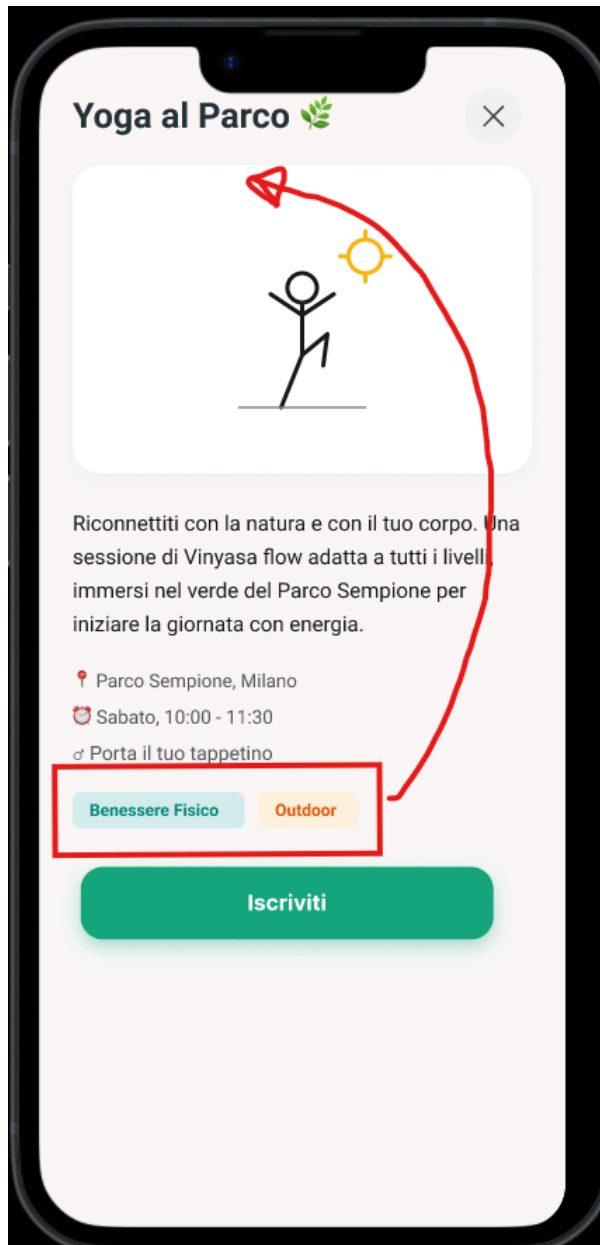 Yoga al Parco 🌿
Riconnettiti con la natura e con il tuo corpo. Una
sessione di Vinyasa flow adatta a tutti i livelli,
immersi nel verde del Parco Sempione per
iniziare la giornata con energia.
📍 Parco Sempione, Milano
⏰ Sabato, 10:00 - 11:30
♂ Porta il tuo tappetino
Benessere Fisico Outdoor
Iscriviti